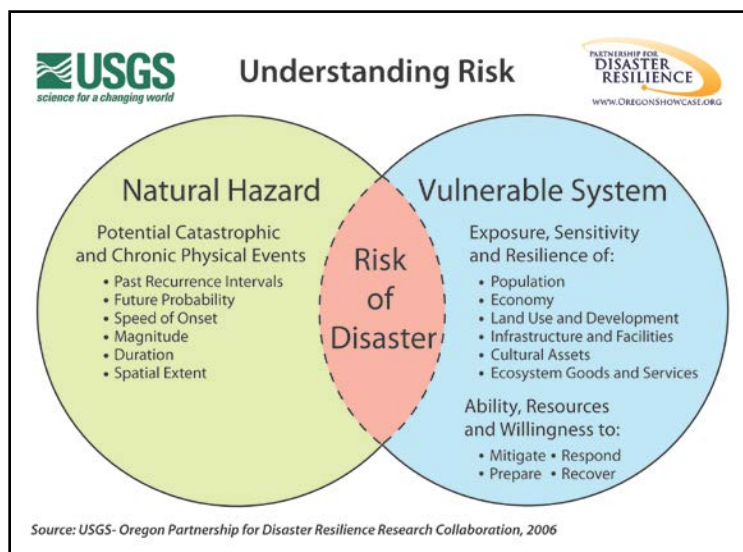 USGS
science for a changing world
Understanding Risk
PARTNERSHIP FOR
DISASTER
RESILIENCE
WWW.OREGONSHOWCASE.ORG
Natural Hazard
Potential Catastrophic
and Chronic Physical Events
• Past Recurrence Intervals
• Future Probability
• Speed of Onset
• Magnitude
• Duration
• Spatial Extent
Risk
of
Disaster
Vulnerable System
Exposure, Sensitivity
and Resilience of:
• Population
• Economy
• Land Use and Development
• Infrastructure and Facilities
• Cultural Assets
• Ecosystem Goods and Services
Ability, Resources
and Willingness to:
• Mitigate • Respond
• Prepare • Recover
Source: USGS- Oregon Partnership for Disaster Resilience Research Collaboration, 2006